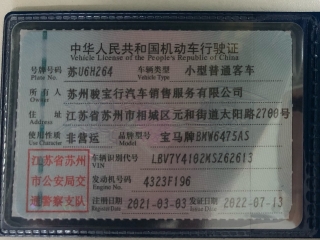 中华人民共和国机动车行驶证
Vehicle License of the People's Republic of China
号牌号码 苏U6H264 车辆类型 小型普通客车
Plate No. Vehicle Type
所有人 苏州骏宝行汽车销售服务有限公司
Owner
住址 江苏省苏州市相城区元和街道太阳路2760号
Address
使用性质 非营运 品牌型号 宝马牌BMW6475AS
Use Character Model
江苏省苏州
市公安局交
通警察支队
车辆识别代号 LBV7Y4102MSZ62613
VIN
发动机号码 4323F196
Engine No.
注册日期 2021-03-03 发证日期 2022-07-13
Register Date Issue Date